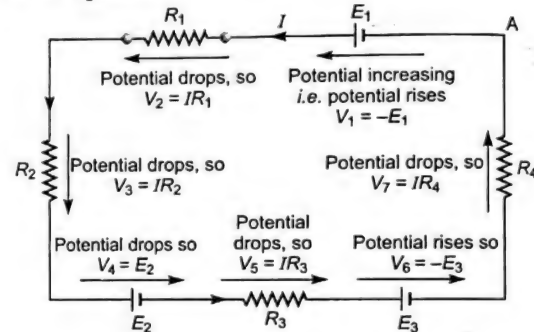 R1
I
E1
A
Potential drops, so
V2 = IR1
Potential increasing
i.e. potential rises
V1 = –E1
R2
Potential drops, so
V3 = IR2
Potential drops, so
V7 = IR4
R4
Potential drops so
V4 = E2
Potential
drops, so
V5 = IR3
Potential rises so
V6 = –E3
E2
R3
E3